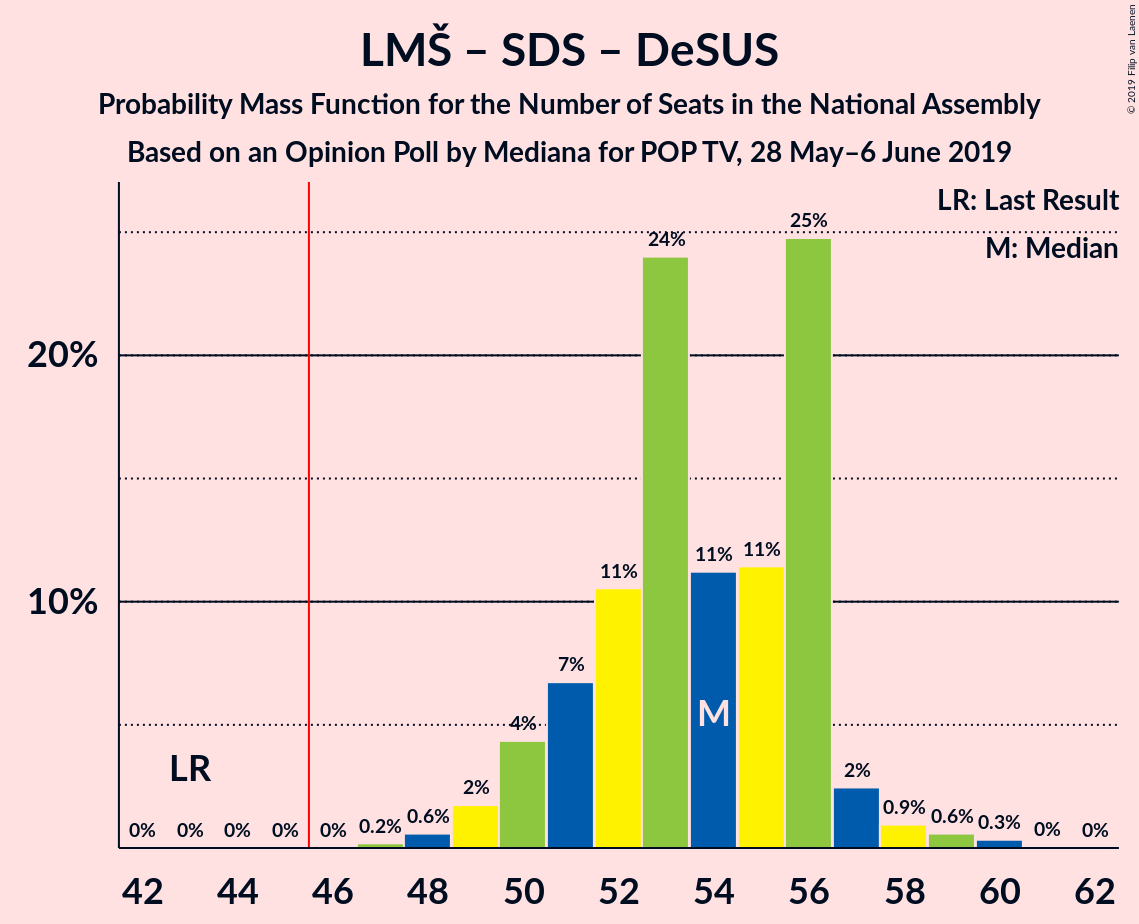 LMŠ – SDS – DeSUS
Probability Mass Function for the Number of Seats in the National Assembly
Based on an Opinion Poll by Mediana for POP TV, 28 May–6 June 2019
© 2019 Filip van Laenen
LR: Last Result
M: Median
20%
10%
LR
M
0%
0%
0%
0%
0%
0.2%
0.6%
2%
4%
7%
11%
24%
11%
11%
25%
2%
0.9%
0.6%
0.3%
0%
0%
42 44 46 48 50 52 54 56 58 60 62